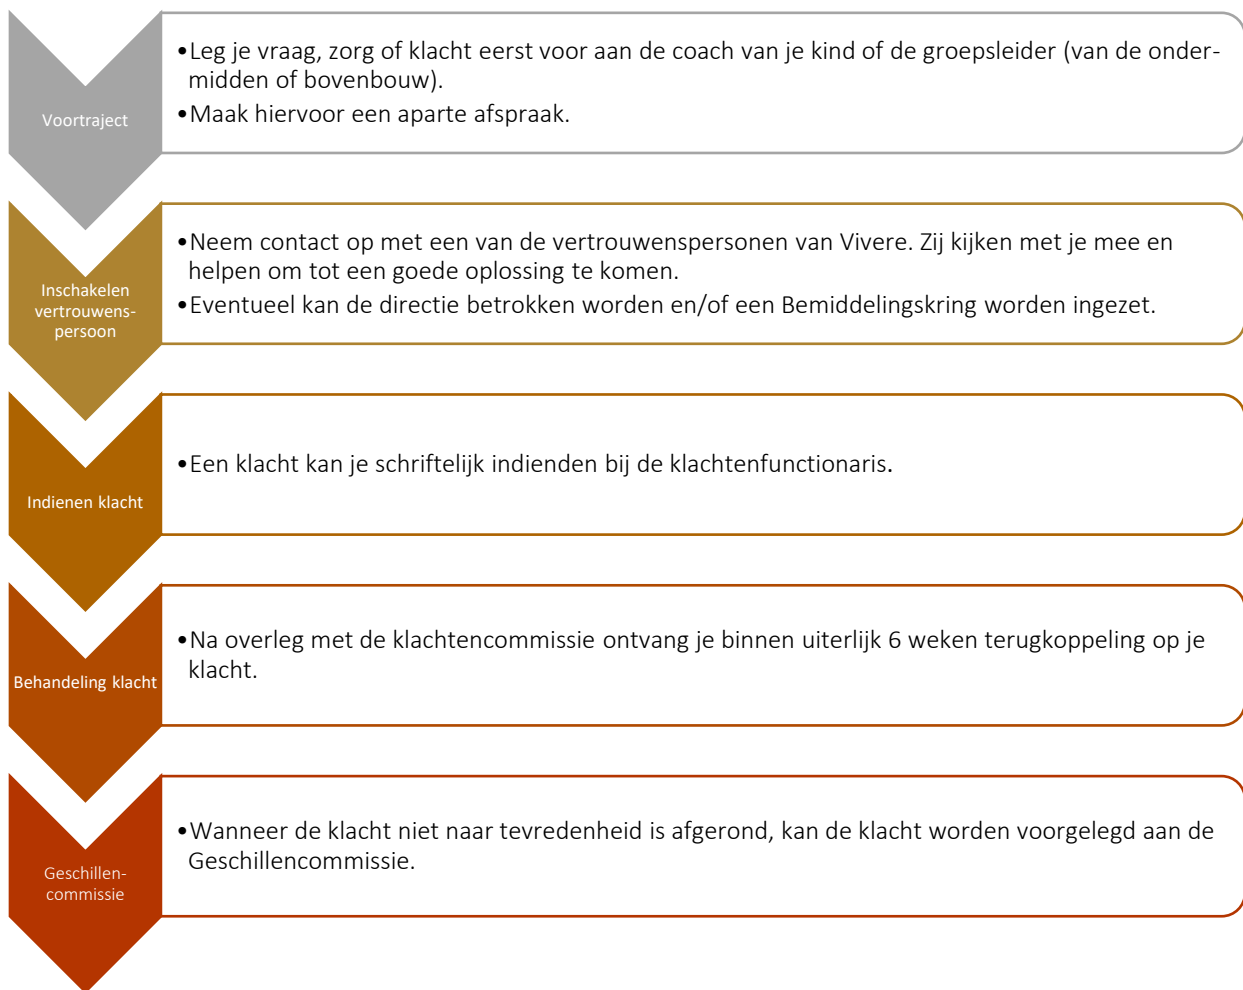 Voortraject
•Leg je vraag, zorg of klacht eerst voor aan de coach van je kind of de groepsleider (van de onder-
midden of bovenbouw).
•Maak hiervoor een aparte afspraak.
Inschakelen
vertrouwens-
persoon
•Neem contact op met een van de vertrouwenspersonen van Vivere. Zij kijken met je mee en
helpen om tot een goede oplossing te komen.
•Eventueel kan de directie betrokken worden en/of een Bemiddelingskring worden ingezet.
Indienen klacht
•Een klacht kan je schriftelijk indienden bij de klachtenfunctionaris.
Behandeling klacht
•Na overleg met de klachtencommissie ontvang je binnen uiterlijk 6 weken terugkoppeling op je
klacht.
Geschillen-
commissie
•Wanneer de klacht niet naar tevredenheid is afgerond, kan de klacht worden voorgelegd aan de
Geschillencommissie.